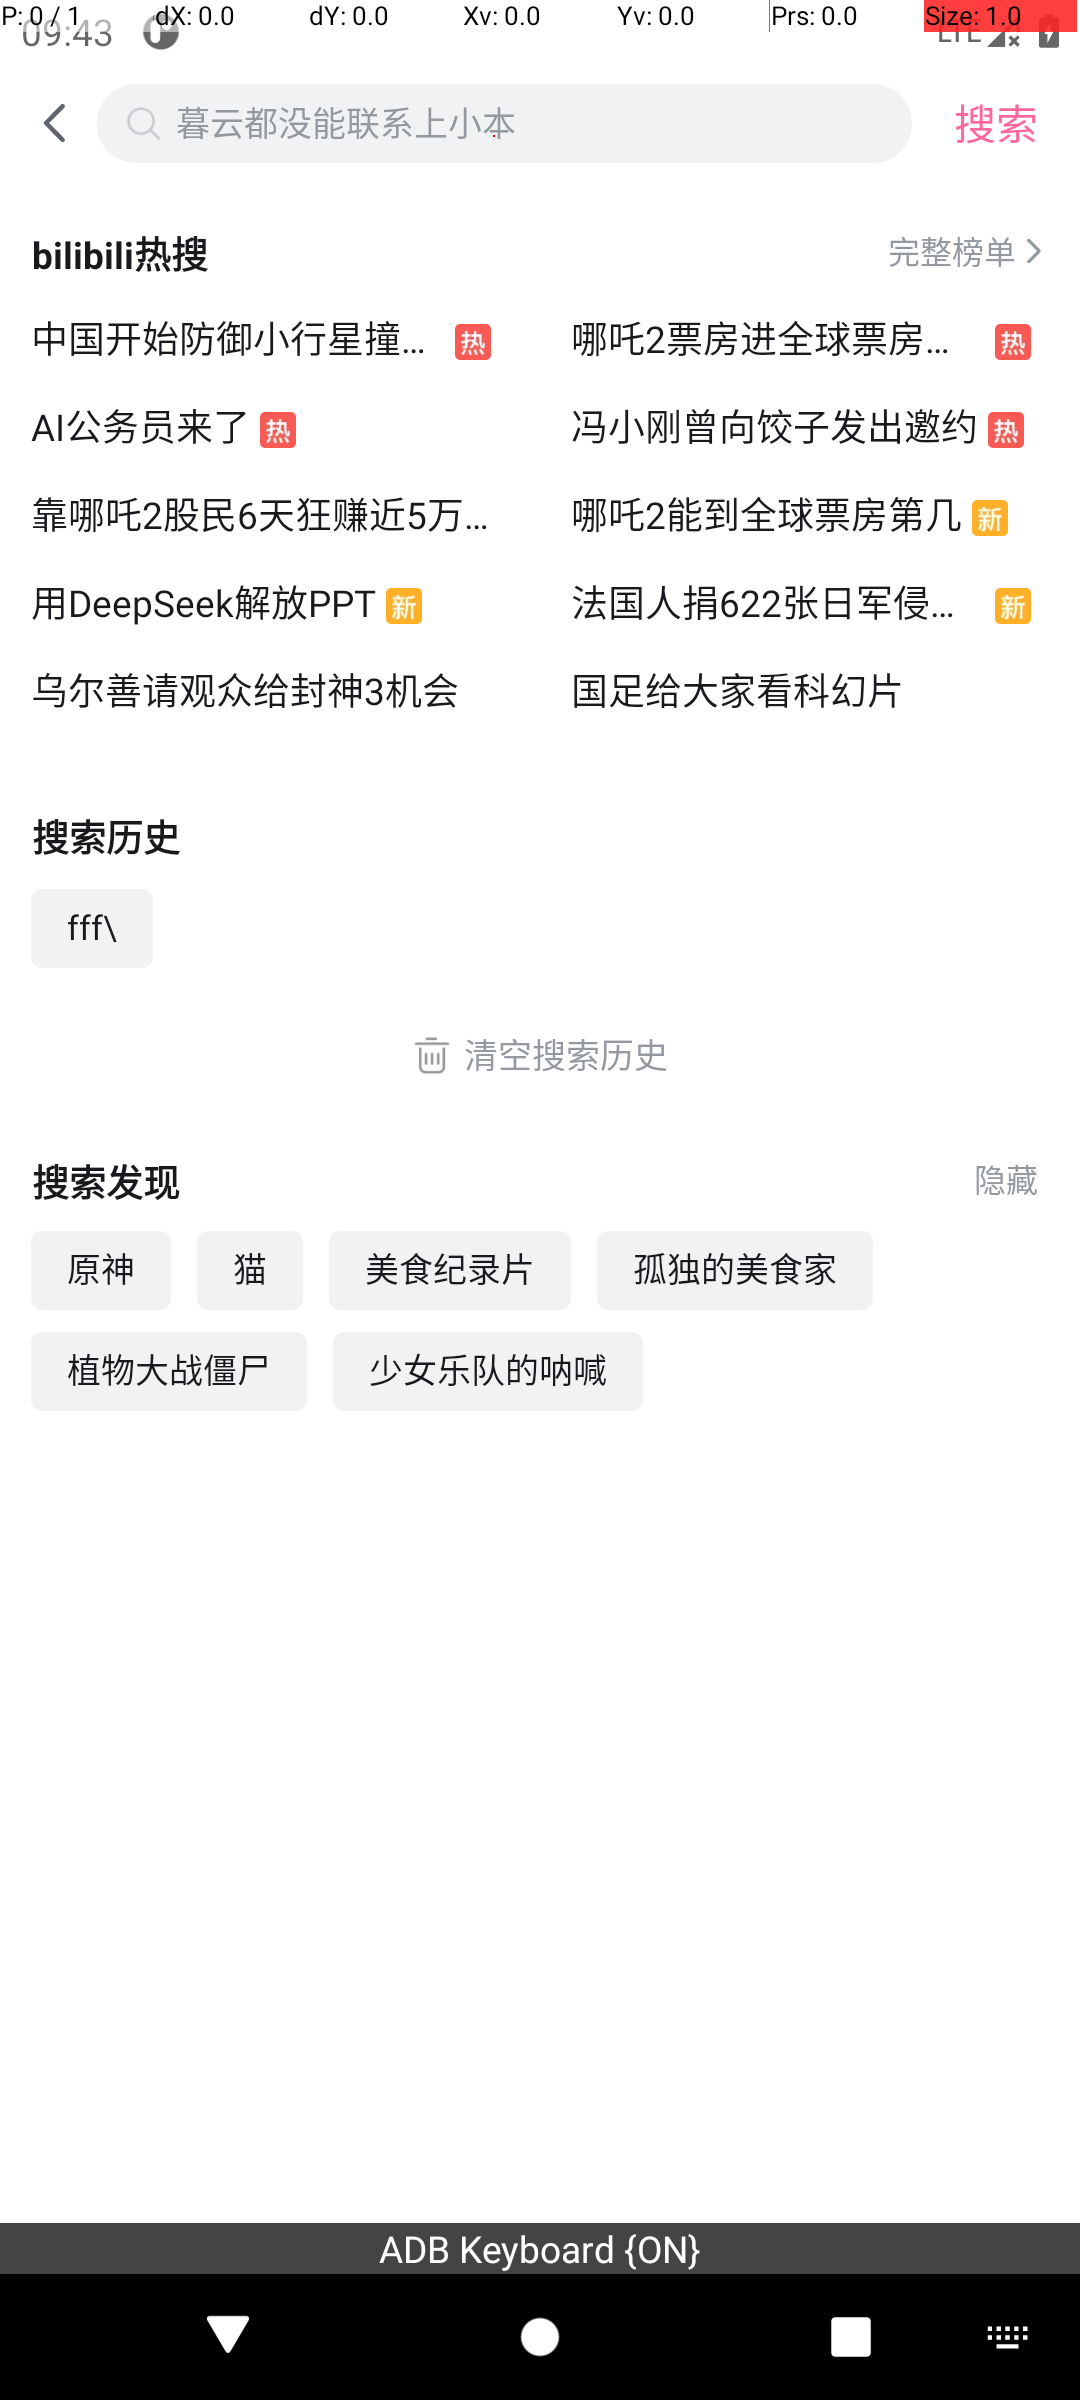 P: 0 / 1 dX: 0.0 dY: 0.0 Xv: 0.0 Yv: 0.0 Prs: 0.0 Size: 1.0
09:43 LTE
暮云都没能联系上小本 搜索
bilibili热搜 完整榜单
中国开始防御小行星撞... 热 哪吒2票房进全球票房... 热
AI公务员来了 热 冯小刚曾向饺子发出邀约 热
靠哪吒2股民6天狂赚近5万... 哪吒2能到全球票房第几 新
用DeepSeek解放PPT 新 法国人捐622张日军侵... 新
乌尔善请观众给封神3机会 国足给大家看科幻片
搜索历史
fff\
清空搜索历史
搜索发现 隐藏
原神 猫 美食纪录片 孤独的美食家
植物大战僵尸 少女乐队的呐喊
ADB Keyboard {ON}